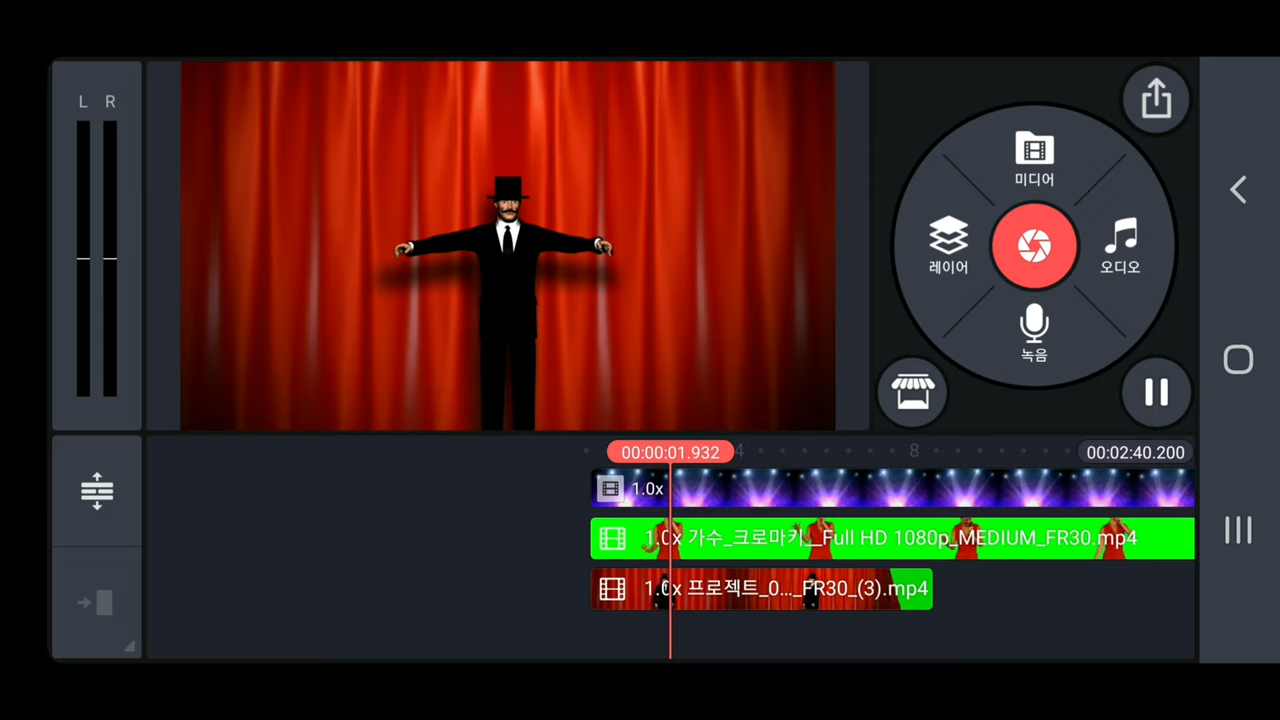 L R
미디어
레이어
오디오
녹음
00:00:01.932
4
8
00:02:40.200
1.0x
1.0x 가수_크로마키__Full HD 1080p_MEDIUM_FR30.mp4
1.0x 프로젝트_0..._FR30_(3).mp4